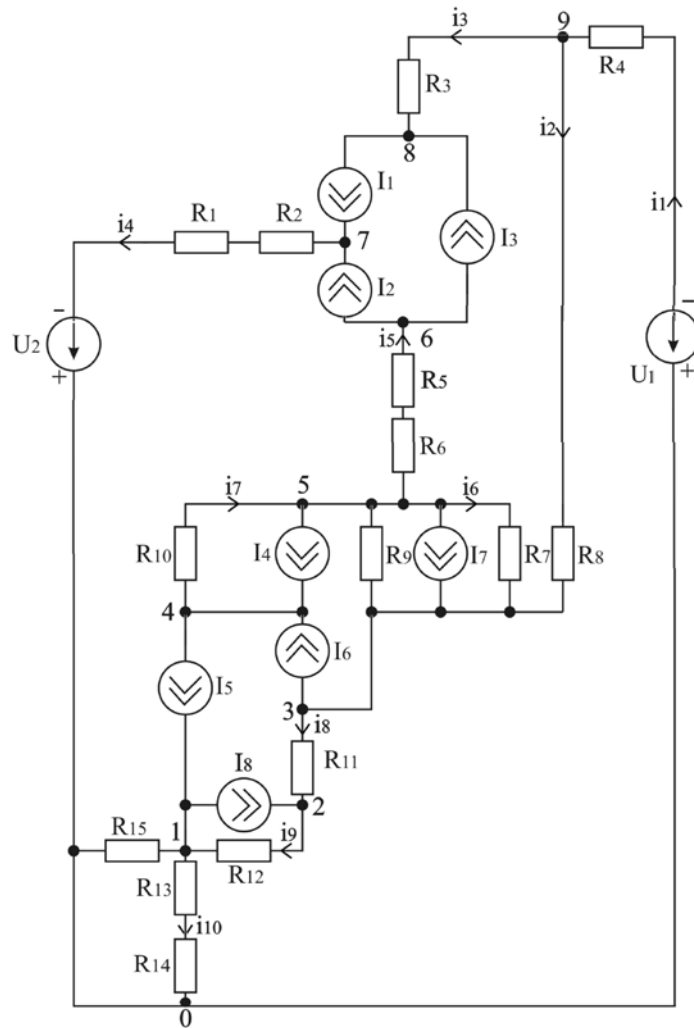 i3
9
R3
R4
8
i2
I1
i1
R1
R2
i4
7
I3
I2
-
-
U2
i5
6
U1
+
+
R5
R6
i7
5
i6
R10
I4
R9
I7
R7
R8
4
I6
I5
3
i8
R11
I8
2
1
R15
i9
R12
R13
i10
R14
0